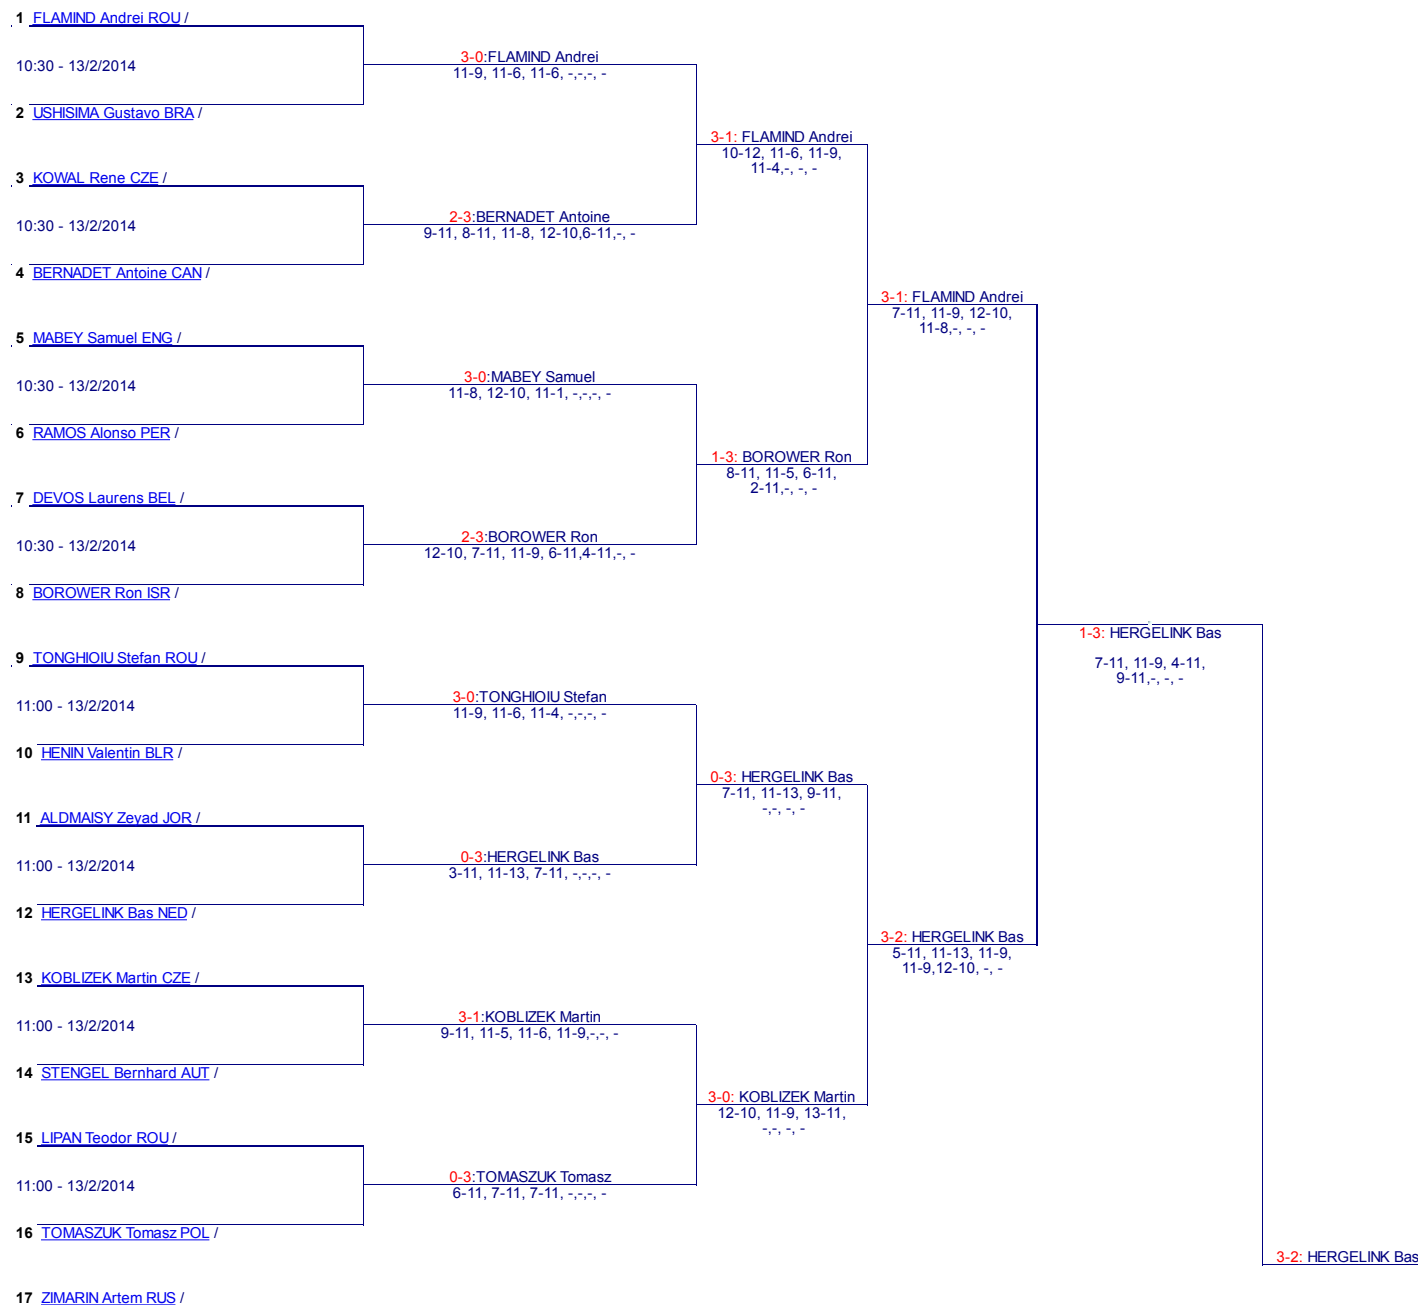 1 FLAMIND Andrei ROU /
10:30 - 13/2/2014
2 USHISIMA Gustavo BRA /
3 KOWAL Rene CZE /
10:30 - 13/2/2014
4 BERNADET Antoine CAN /
5 MABEY Samuel ENG /
10:30 - 13/2/2014
6 RAMOS Alonso PER /
7 DEVOS Laurens BEL /
10:30 - 13/2/2014
8 BOROWER Ron ISR /
9 TONGHIOIU Stefan ROU /
11:00 - 13/2/2014
10 HENIN Valentin BLR /
11 ALDMAISY Zeyad JOR /
11:00 - 13/2/2014
12 HERGELINK Bas NED /
13 KOBLIZEK Martin CZE /
11:00 - 13/2/2014
14 STENGEL Bernhard AUT /
15 LIPAN Teodor ROU /
11:00 - 13/2/2014
16 TOMASZUK Tomasz POL /
17 ZIMARIN Artem RUS /
3-0:FLAMIND Andrei
11-9, 11-6, 11-6, -,-,-, -
2-3:BERNADET Antoine
9-11, 8-11, 11-8, 12-10,6-11,-, -
3-0:MABEY Samuel
11-8, 12-10, 11-1, -,-,-, -
2-3:BOROWER Ron
12-10, 7-11, 11-9, 6-11,4-11,-, -
3-0:TONGHIOIU Stefan
11-9, 11-6, 11-4, -,-,-, -
0-3:HERGELINK Bas
3-11, 11-13, 7-11, -,-,-, -
3-1:KOBLIZEK Martin
9-11, 11-5, 11-6, 11-9,-,-, -
0-3:TOMASZUK Tomasz
6-11, 7-11, 7-11, -,-,-, -
3-1: FLAMIND Andrei
10-12, 11-6, 11-9,
11-4,-, -, -
1-3: BOROWER Ron
8-11, 11-5, 6-11,
2-11,-, -, -
0-3: HERGELINK Bas
7-11, 11-13, 9-11,
-,-, -, -
3-0: KOBLIZEK Martin
12-10, 11-9, 13-11,
-,-, -, -
3-1: FLAMIND Andrei
7-11, 11-9, 12-10,
11-8,-, -, -
3-2: HERGELINK Bas
5-11, 11-13, 11-9,
11-9,12-10, -, -
1-3: HERGELINK Bas
7-11, 11-9, 4-11,
9-11,-, -, -
3-2: HERGELINK Bas